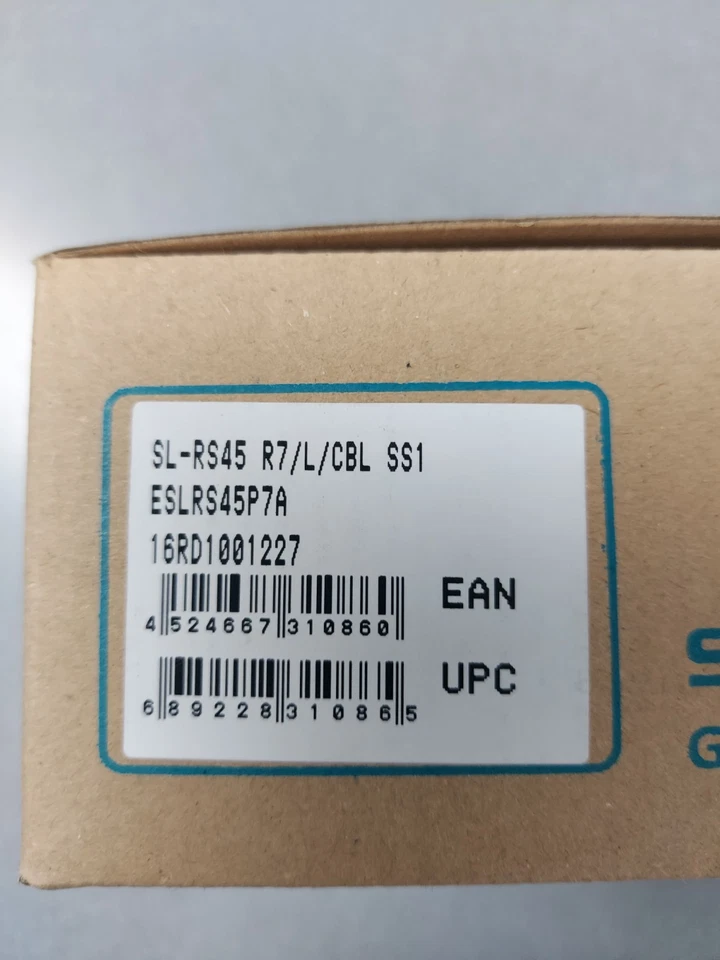 SL-RS45 R7/L/CBL SS1
ESLRS45P7A
16RD1001227
EAN
4 524667 310860
UPC
6 89228 31086 5